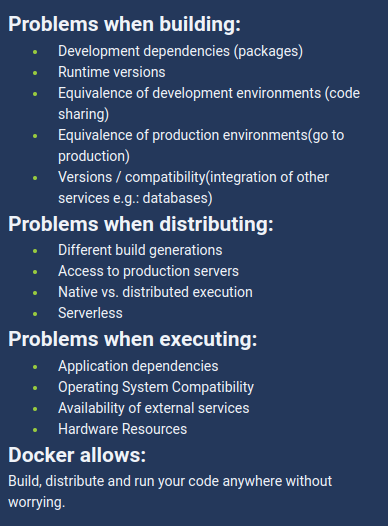 Problems when building:
• Development dependencies (packages)
• Runtime versions
• Equivalence of development environments (code
sharing)
• Equivalence of production environments(go to
production)
• Versions / compatibility(integration of other
services e.g.: databases)
Problems when distributing:
• Different build generations
• Access to production servers
• Native vs. distributed execution
• Serverless
Problems when executing:
• Application dependencies
• Operating System Compatibility
• Availability of external services
• Hardware Resources
Docker allows:
Build, distribute and run your code anywhere without
worrying.